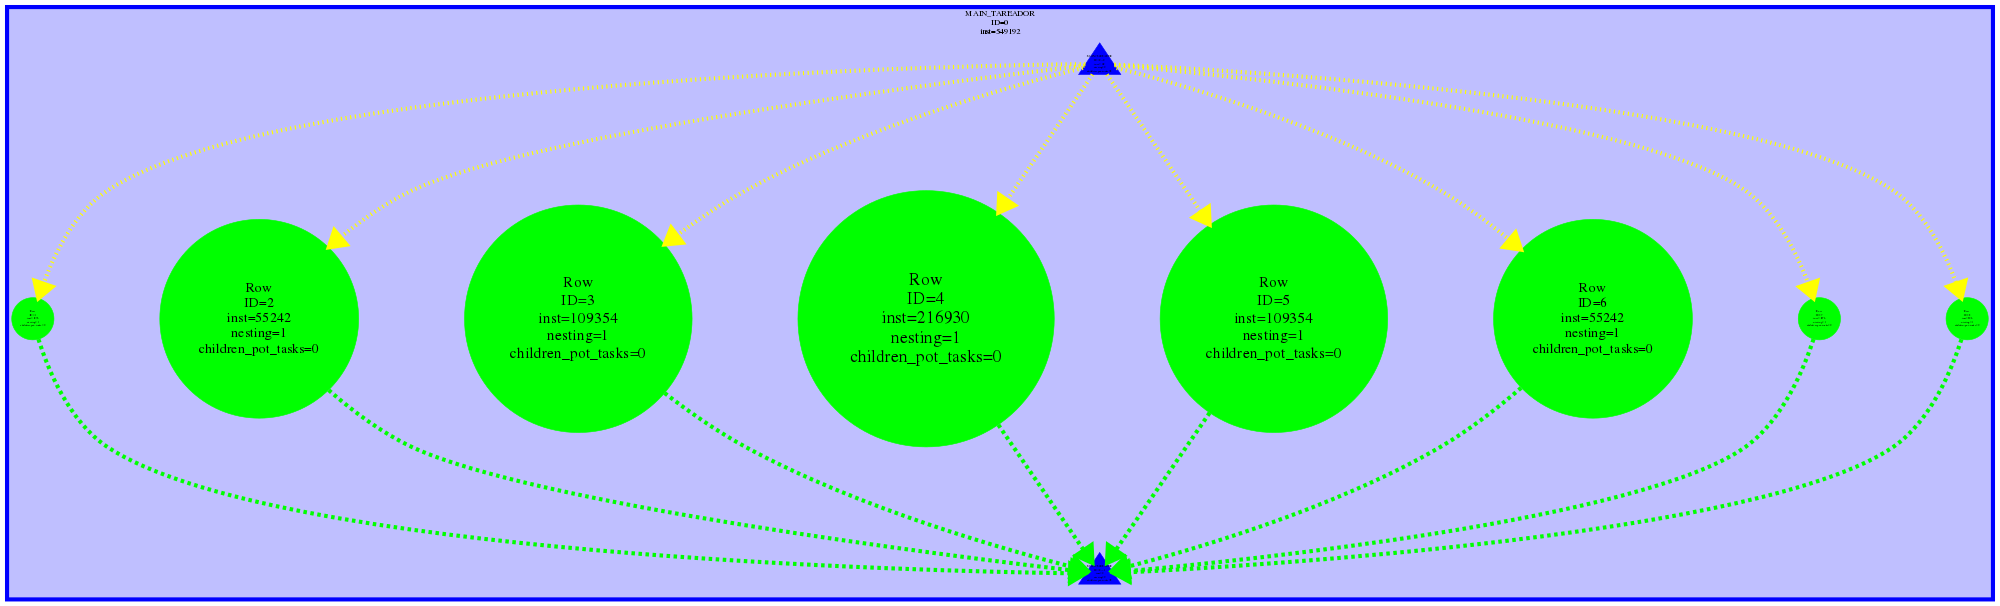 MAIN_TAREADOR
ID=0
inst=549192
Row
ID=2
inst=55242
nesting=1
children_pot_tasks=0
Row
ID=3
inst=109354
nesting=1
children_pot_tasks=0
Row
ID=4
inst=216930
nesting=1
children_pot_tasks=0
Row
ID=5
inst=109354
nesting=1
children_pot_tasks=0
Row
ID=6
inst=55242
nesting=1
children_pot_tasks=0